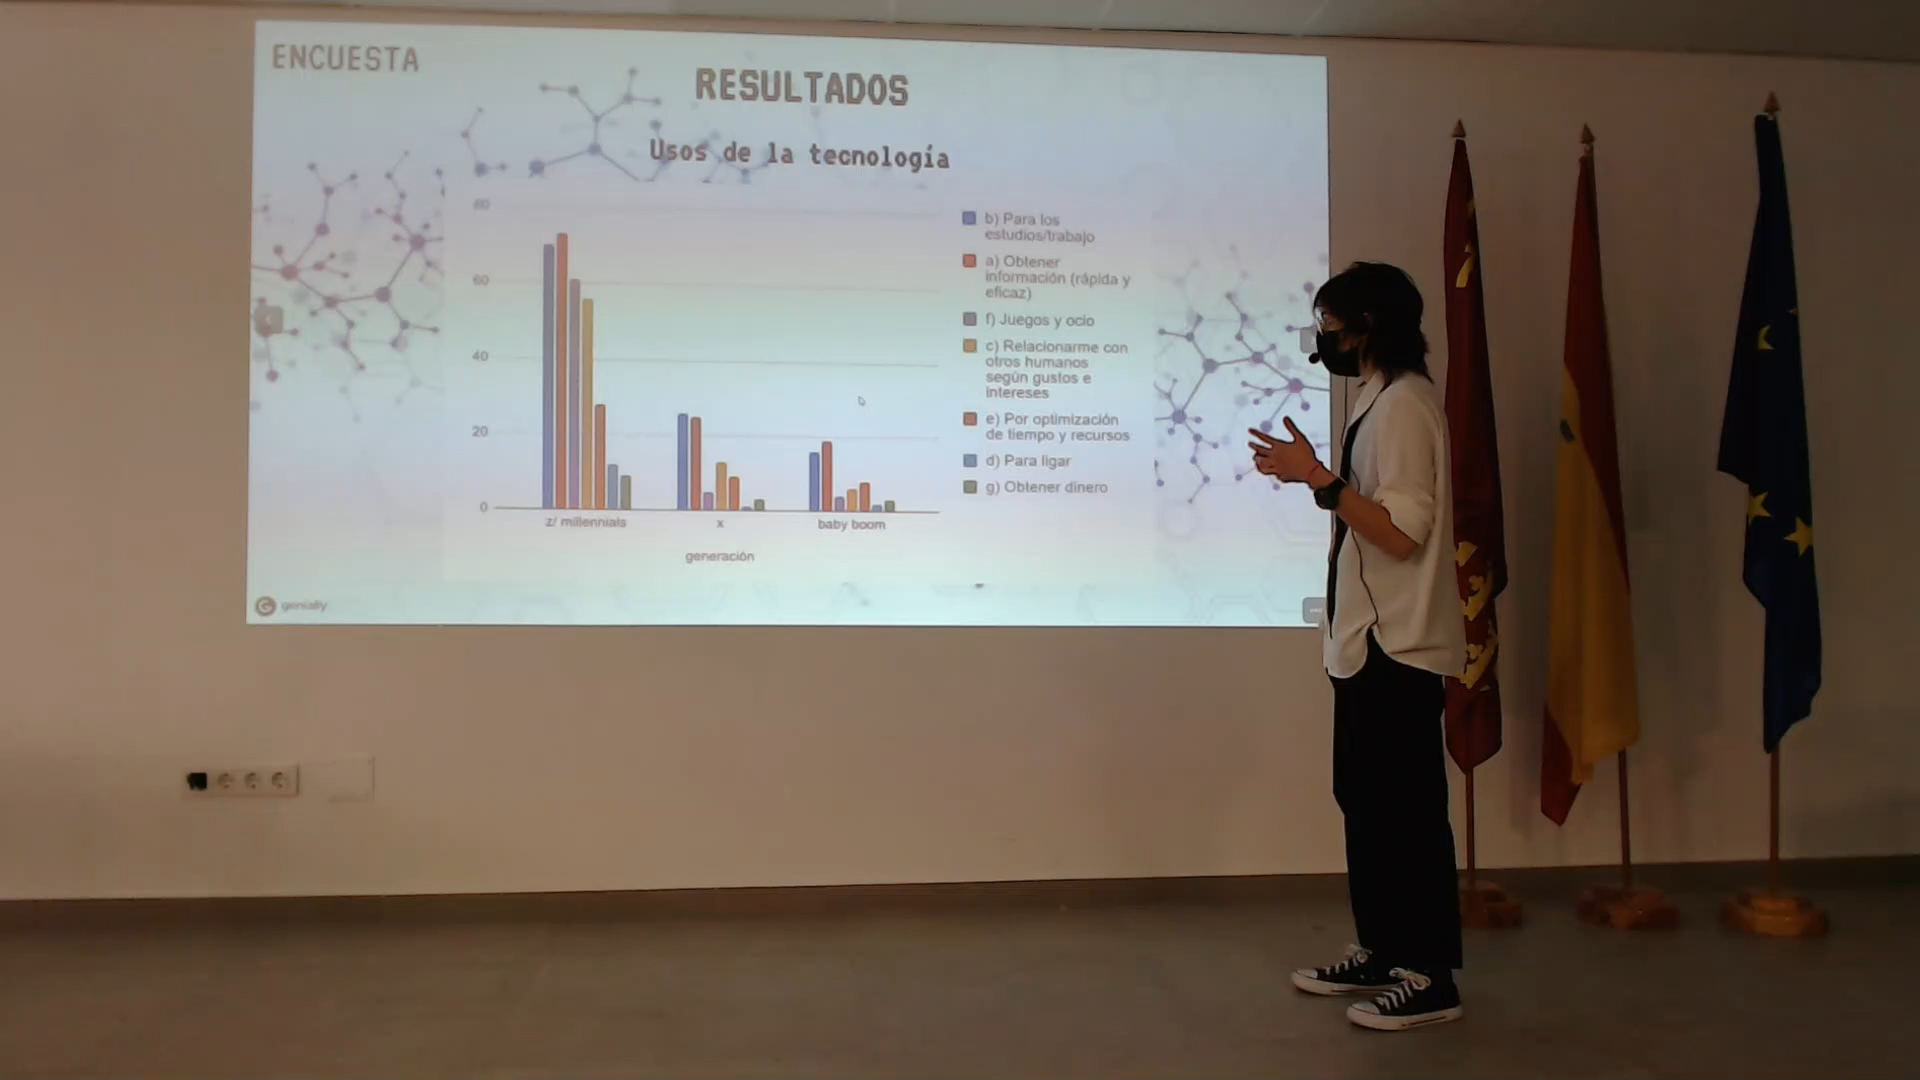 ENCUESTA
RESULTADOS
Usos de la tecnología
80
60
40
20
0
z/ millennials
x
baby boom
generación
b) Para los
estudios/trabajo
a) Obtener
información (rápida y
eficaz)
f) Juegos y ocio
c) Relacionarme con
otros humanos
según gustos e
intereses
e) Por optimización
de tiempo y recursos
d) Para ligar
g) Obtener dinero
genially